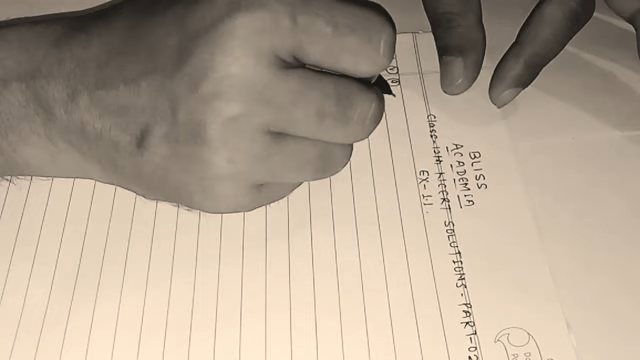 BLISS
ACADEMIA
Class-12th NCERT SOLUTIONS-PART-02
EX-1.1.